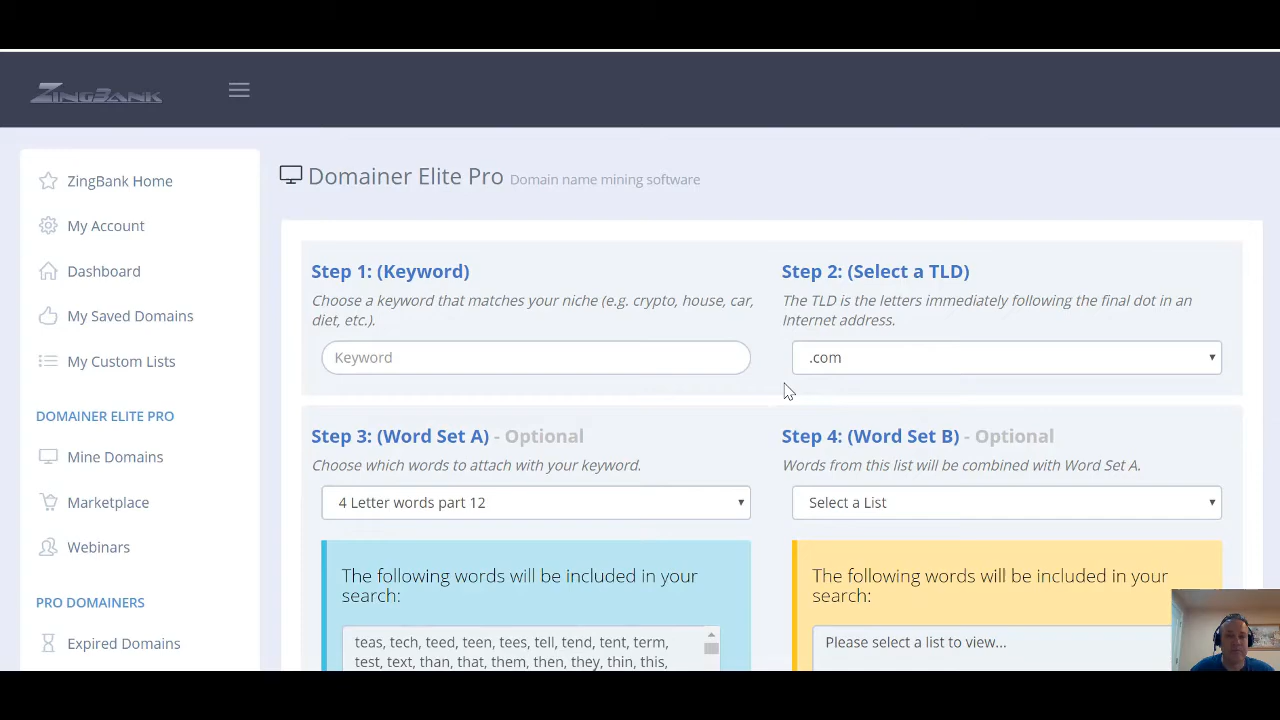 ZINGBANK
ZingBank Home
My Account
Dashboard
My Saved Domains
My Custom Lists
DOMAINER ELITE PRO
Mine Domains
Marketplace
Webinars
PRO DOMAINERS
Expired Domains
Domainer Elite Pro Domain name mining software
Step 1: (Keyword)
Choose a keyword that matches your niche (e.g. crypto, house, car,
diet, etc.).
Keyword
Step 2: (Select a TLD)
The TLD is the letters immediately following the final dot in an
Internet address.
.com
Step 3: (Word Set A) - Optional
Choose which words to attach with your keyword.
4 Letter words part 12
The following words will be included in your
search:
teas, tech, teed, teen, tees, tell, tend, tent, term,
test, text, than, that, them, then, they, thin, this,
Step 4: (Word Set B) - Optional
Words from this list will be combined with Word Set A.
Select a List
The following words will be included in your
search:
Please select a list to view...